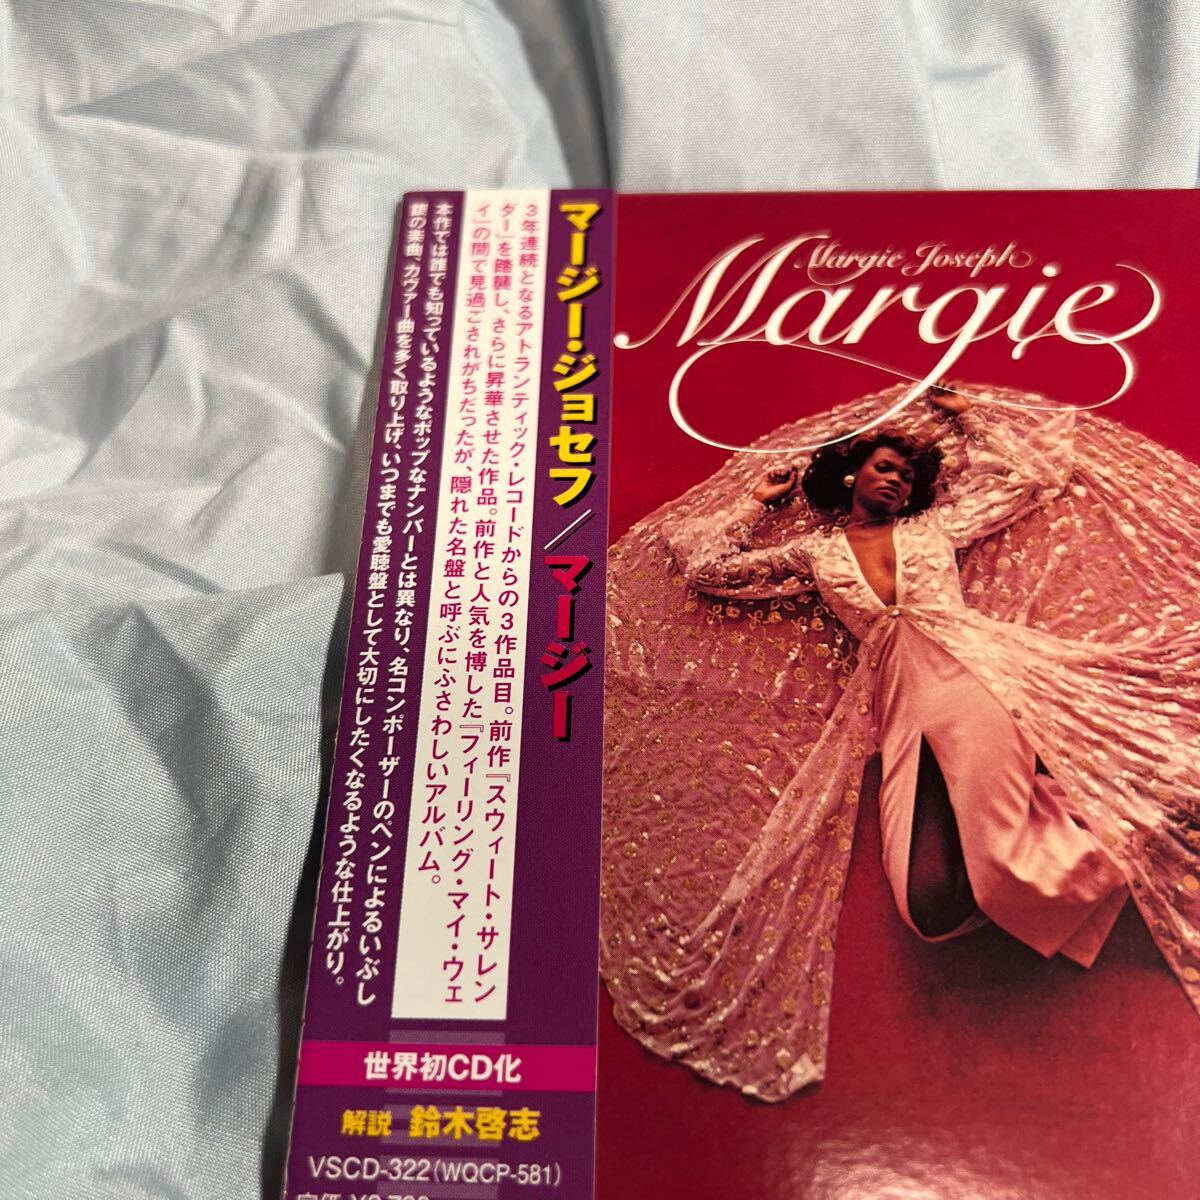 マージー・ジョセフ／マージー
3年連続となるアトランティック・レコードからの3作品目。前作『スウィート・サレン
ダー』を踏襲し、さらに昇華させた作品。前作と人気を博した『フィーリング・マイ・ウェ
イ』の間で見過ごされがちだったが、隠れた名盤と呼ぶにふさわしいアルバム。
本作では誰でも知っているようなポップなナンバーとは異なり、名コンポーザーのペンによるいぶし
銀の楽曲、カヴァー曲を多く取り上げ、いつまでも愛聴盤として大切にしたくなるような仕上がり。
世界初CD化
解説 鈴木啓志
VSCD-322(WQCP-581)
Margie Joseph
Margie